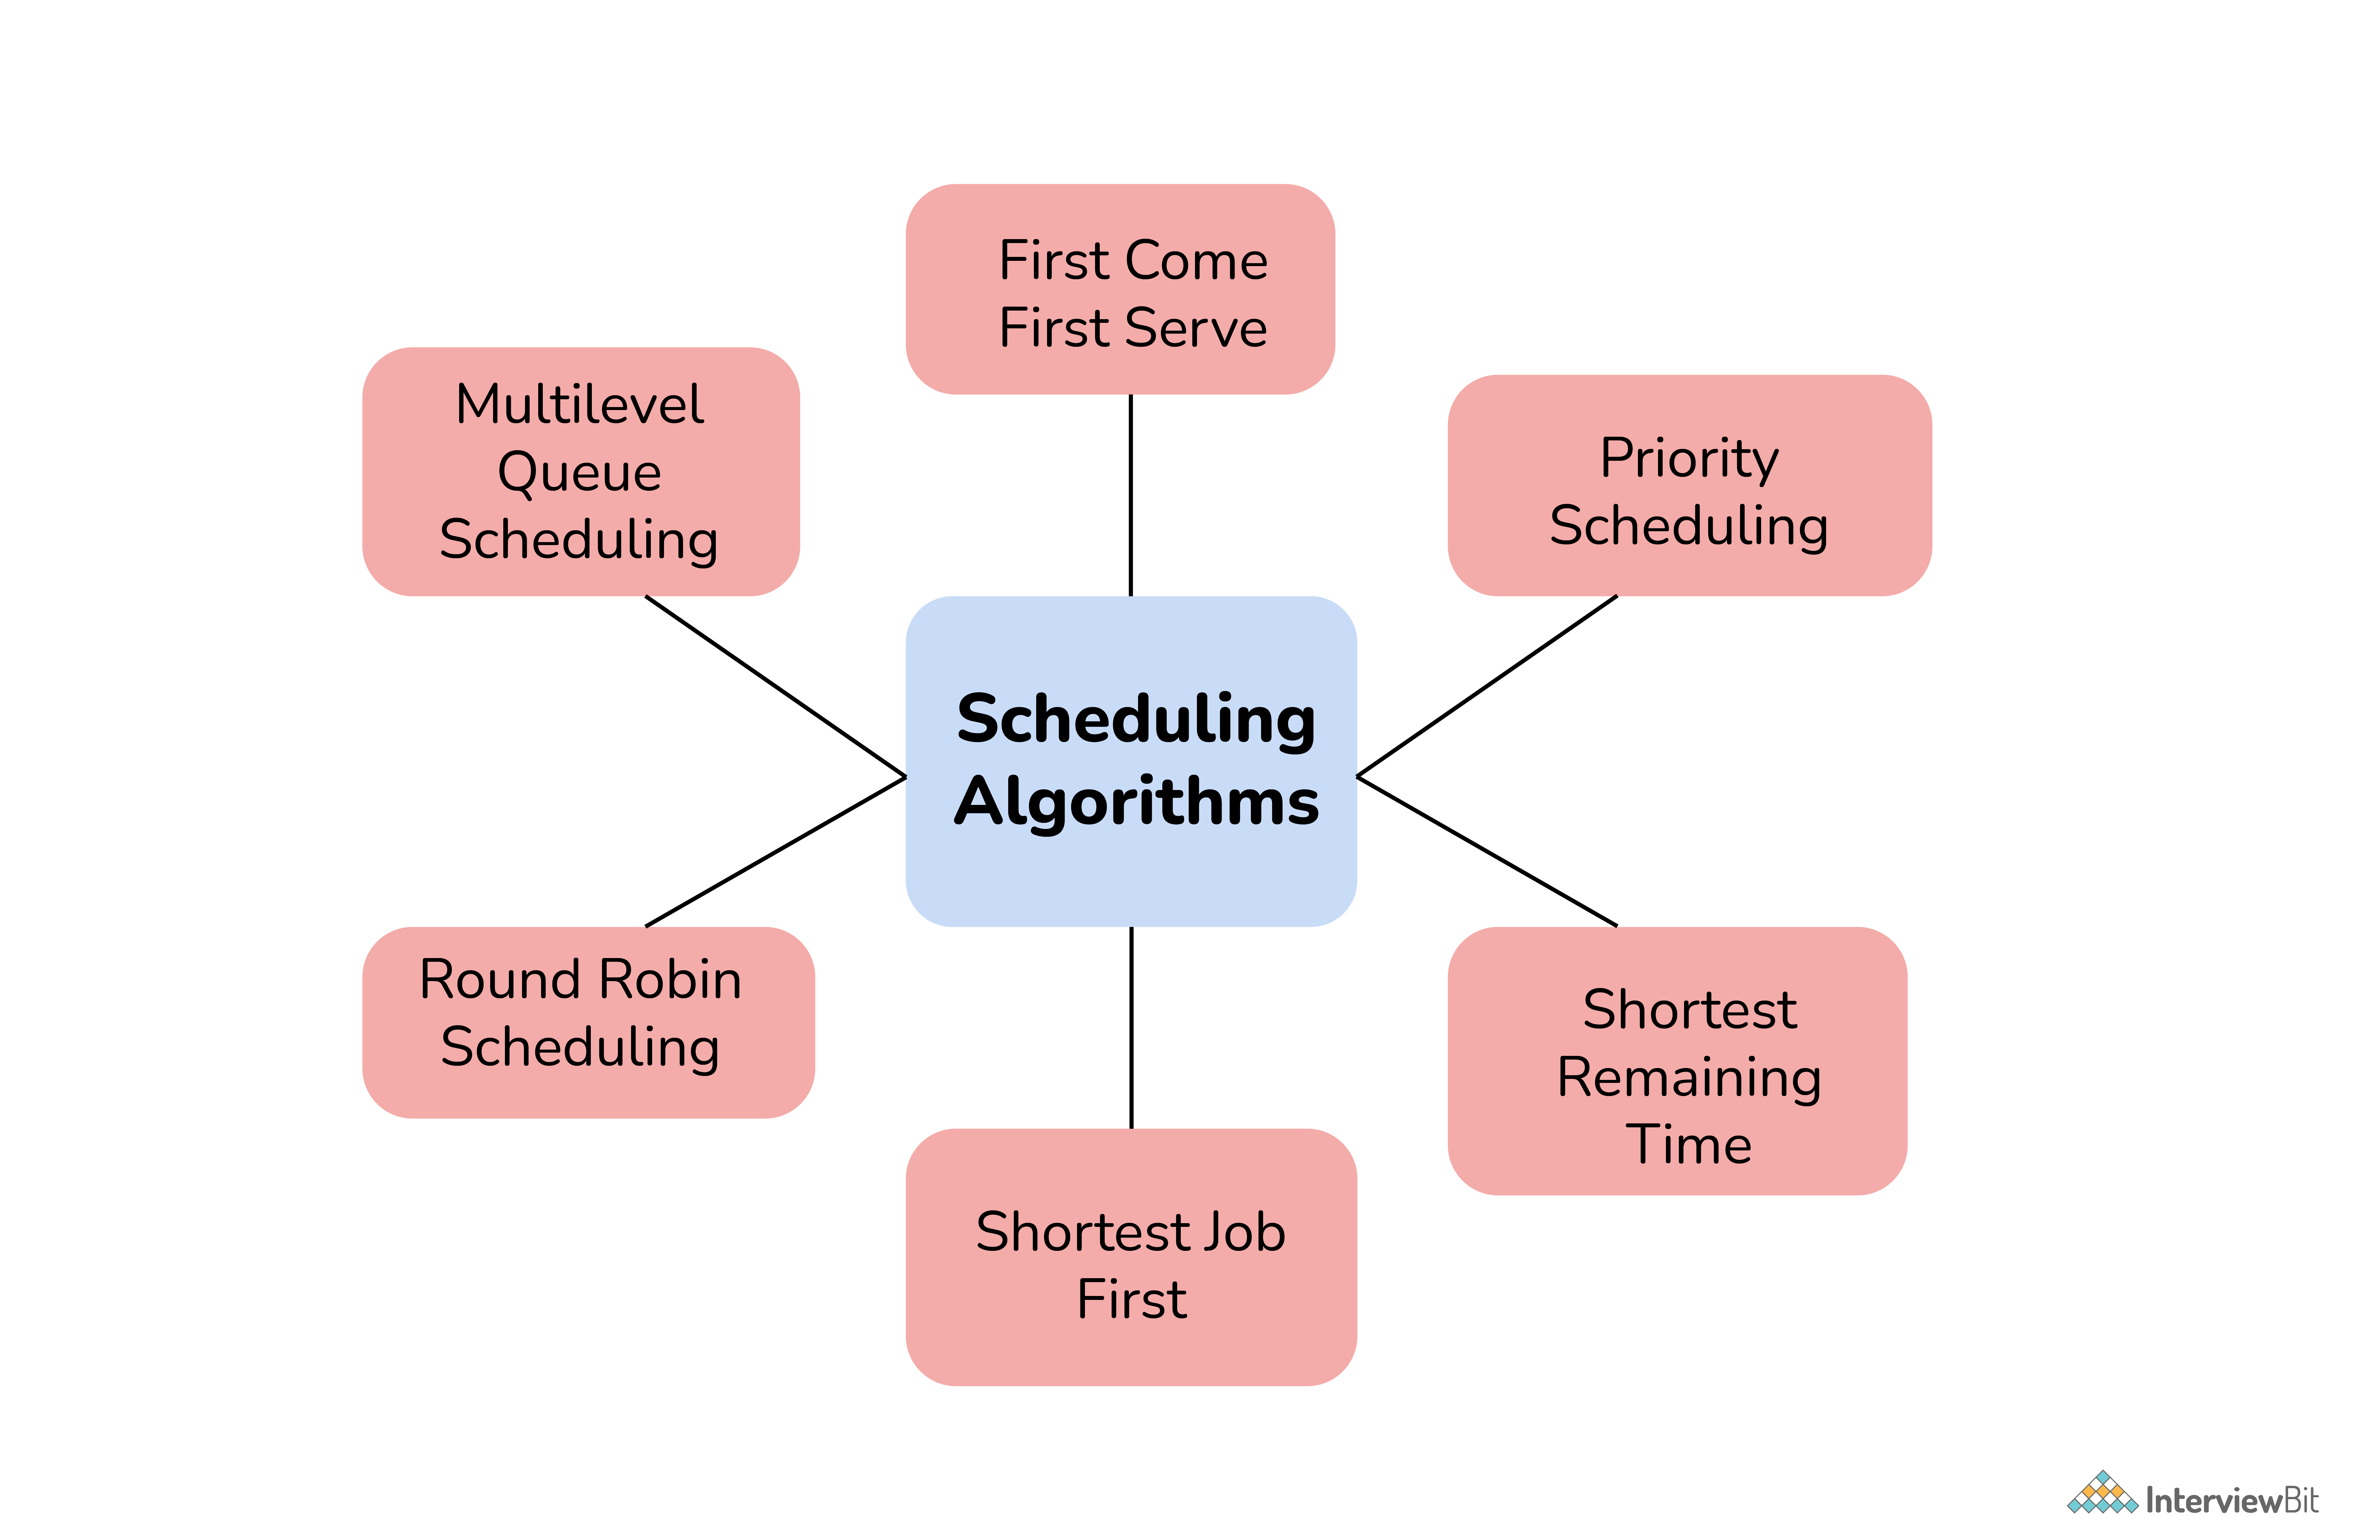 First Come
First Serve
Multilevel
Queue
Scheduling
Priority
Scheduling
Scheduling
Algorithms
Round Robin
Scheduling
Shortest
Remaining
Time
Shortest Job
First
InterviewBit